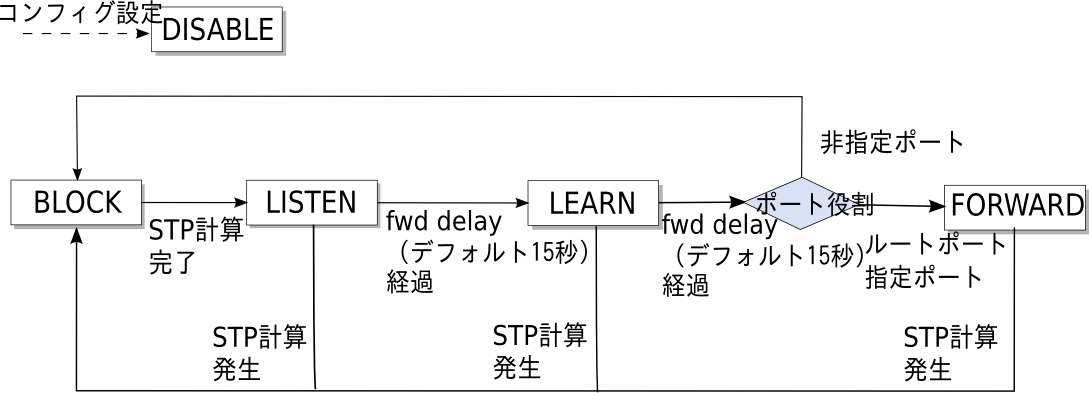 コンフィグ設定
DISABLE
非指定ポート
BLOCK
LISTEN
LEARN
ポート役割
FORWARD
STP計算
完了
fwd delay
（デフォルト15秒）
経過
fwd delay
（デフォルト15秒）
経過
ルートポート
指定ポート
STP計算
発生
STP計算
発生
STP計算
発生